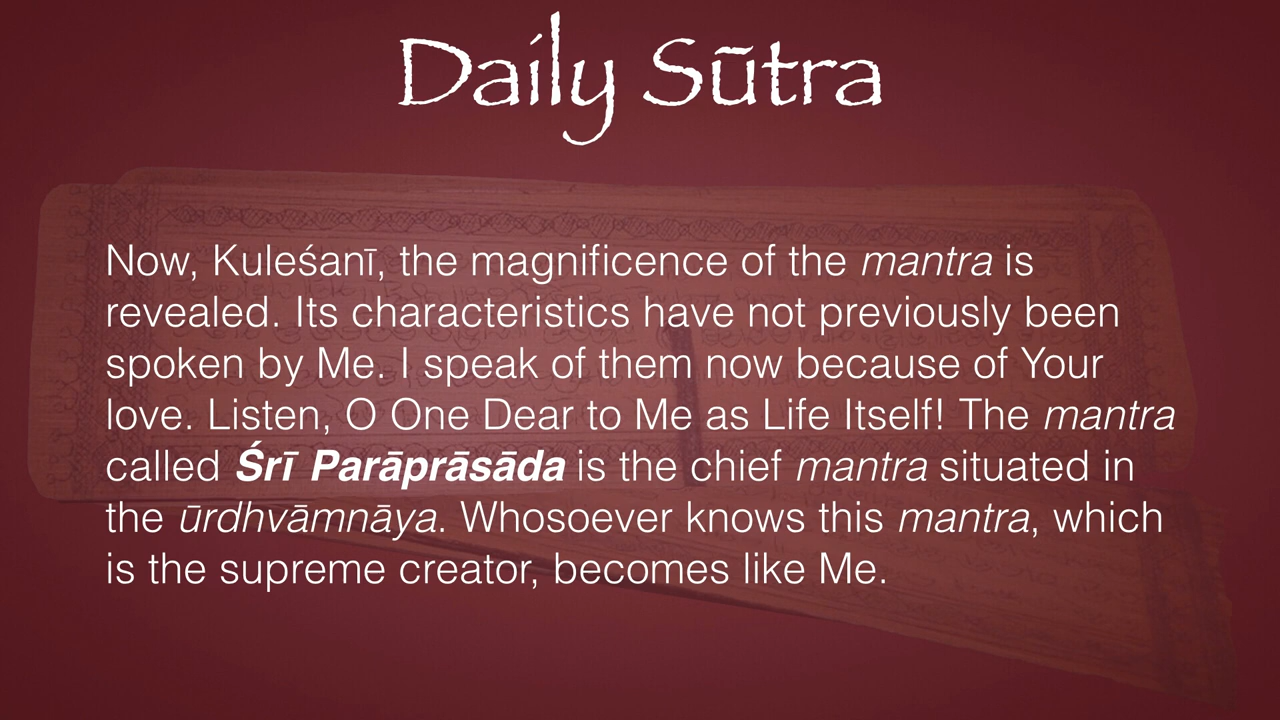 Daily Sūtra
Now, Kuleśanī, the magnificence of the mantra is
revealed. Its characteristics have not previously been
spoken by Me. I speak of them now because of Your
love. Listen, O One Dear to Me as Life Itself! The mantra
called Śrī Parāprāsāda is the chief mantra situated in
the ūrdhvāmnāya. Whosoever knows this mantra, which
is the supreme creator, becomes like Me.